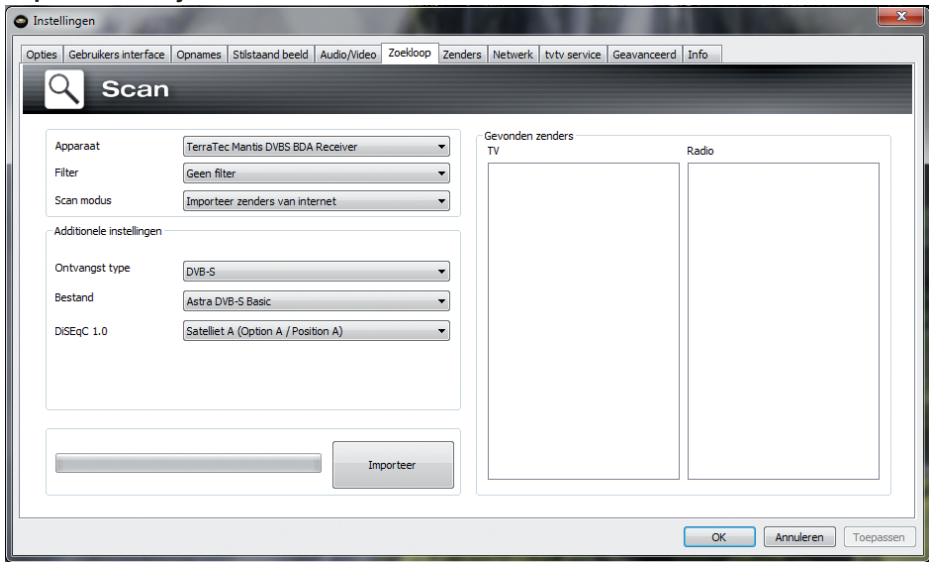 Instellingen
Opties Gebruikers interface Opnames Stilstaand beeld Audio/Video Zoekloop Zenders Netwerk tvtv service Geavanceerd Info
Scan
Apparaat TerraTec Mantis DVBS BDA Receiver
Filter Geen filter
Scan modus Importeer zenders van internet
Additionele instellingen
Ontvangst type DVB-S
Bestand Astra DVB-S Basic
DiSEqC 1.0 Satelliet A (Option A / Position A)
Importeer
Gevonden zenders
TV Radio
OK Annuleren Toepassen